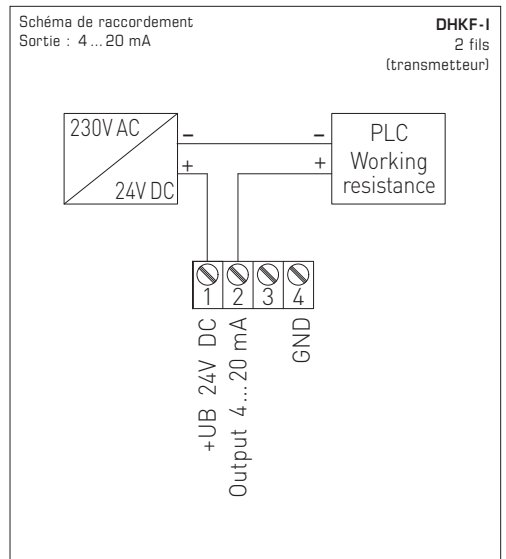 Schéma de raccordement
Sortie : 4 ... 20 mA
DHKF-I
2 fils
(transmetteur)
230V AC
24V DC
–
+
–
+
PLC
Working
resistance
1 2 3 4
+UB 24V DC
Output 4 ... 20 mA
GND